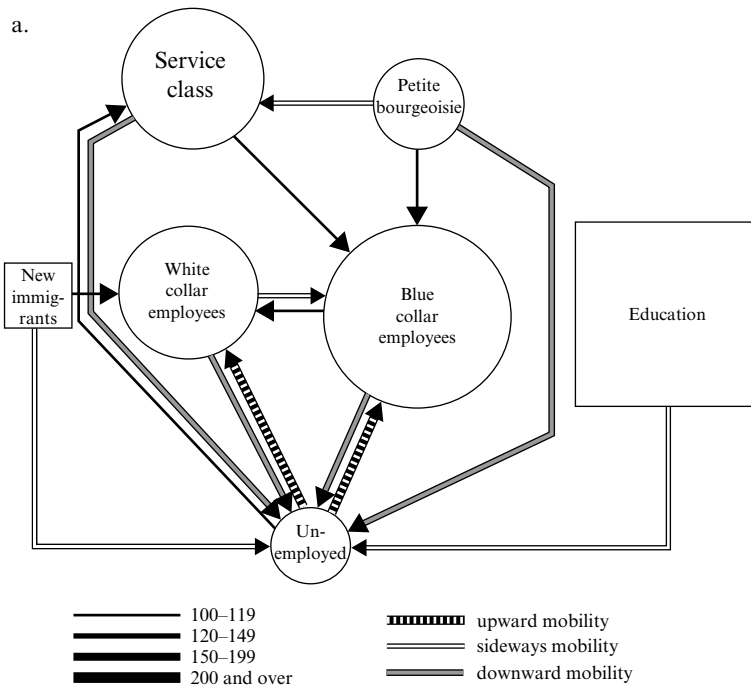 a.
Service
class
Petite
bourgeoisie
New
immig-
rants
White
collar
employees
Blue
collar
employees
Education
Un-
employed
100–119
120–149
150–199
200 and over
upward mobility
sideways mobility
downward mobility